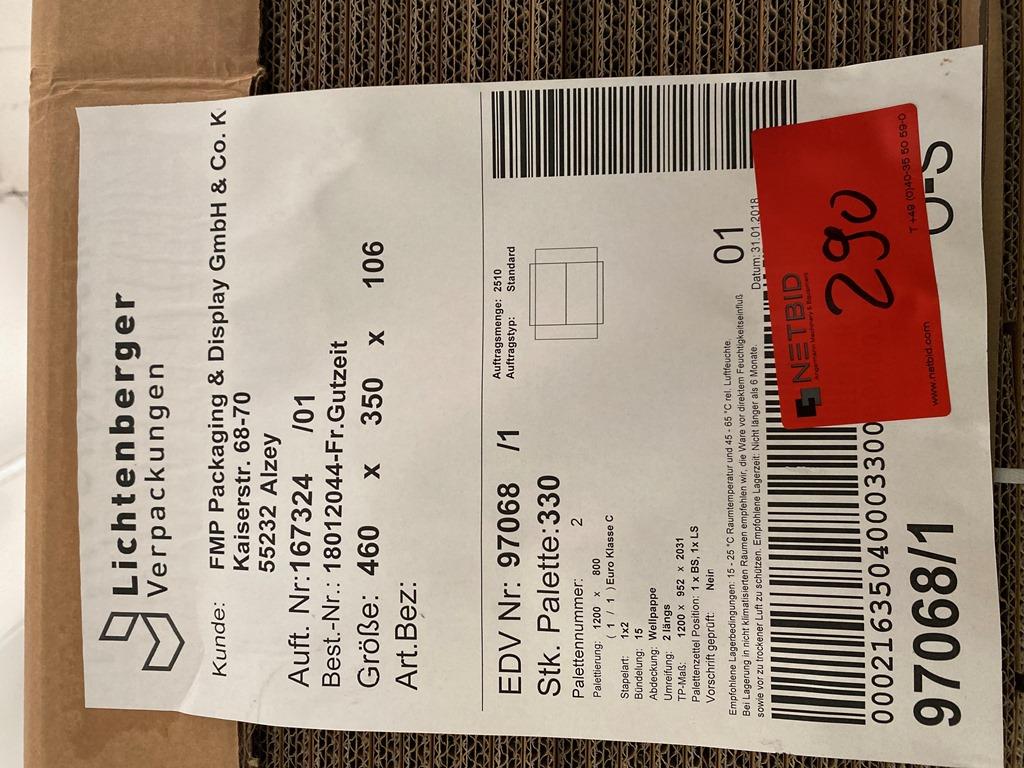 Lichtenberger
Verpackungen
Kunde: FMP Packaging & Display GmbH & Co. K
Kaiserstr. 68-70
55232 Alzey
Auft. Nr:167324 /01
Best.-Nr.: 18012044-Fr.Gutzeit
Größe: 460 x 350 x 106
Art.Bez:
EDV Nr: 97068 /1
Stk. Palette:330
Auftragsmenge: 2510
Auftragstyp: Standard
Palettennummer: 2
Palettierung: 1200 x 800
( 1 / 1 ) Euro Klasse C
Stapelart: 1x2
Bündelung: 15
Abdeckung: Wellpappe
Umreifung: 2 längs
TP-Maß: 1200 x 952 x 2031
Palettenzettel Position: 1 x BS, 1x LS
Vorschrift geprüft: Nein
01
Empfohlene Lagerbedingungen: 15 - 25 °C Raumtemperatur und 45 - 65 °C rel. Luftfeuchte.
Bei Lagerung in nicht klimatisierten Räumen empfehlen wir, die Ware vor direktem Feuchtigkeitseinfluß
sowie vor zu trockener Luft zu schützen. Empfohlene Lagerzeit: Nicht länger als 6 Monate.
Datum: 31.01.2018
00021635040003300
97068/1
O-S
NETBID
Angermann Machinery & Equipment
290
www.netbid.com
T +49 (0)40-35 50 59-0